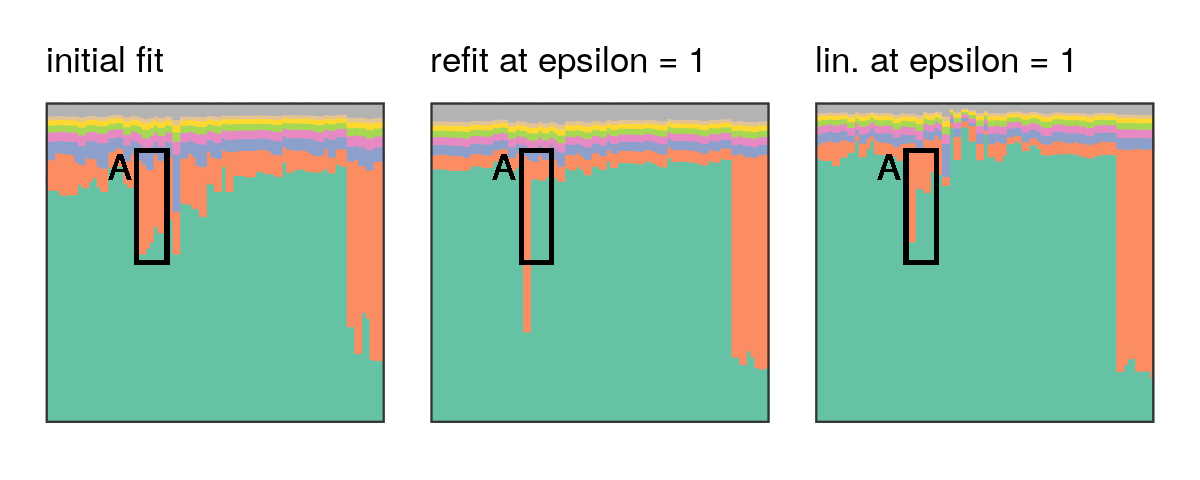 initial fit
refit at epsilon = 1
lin. at epsilon = 1
A
A
A